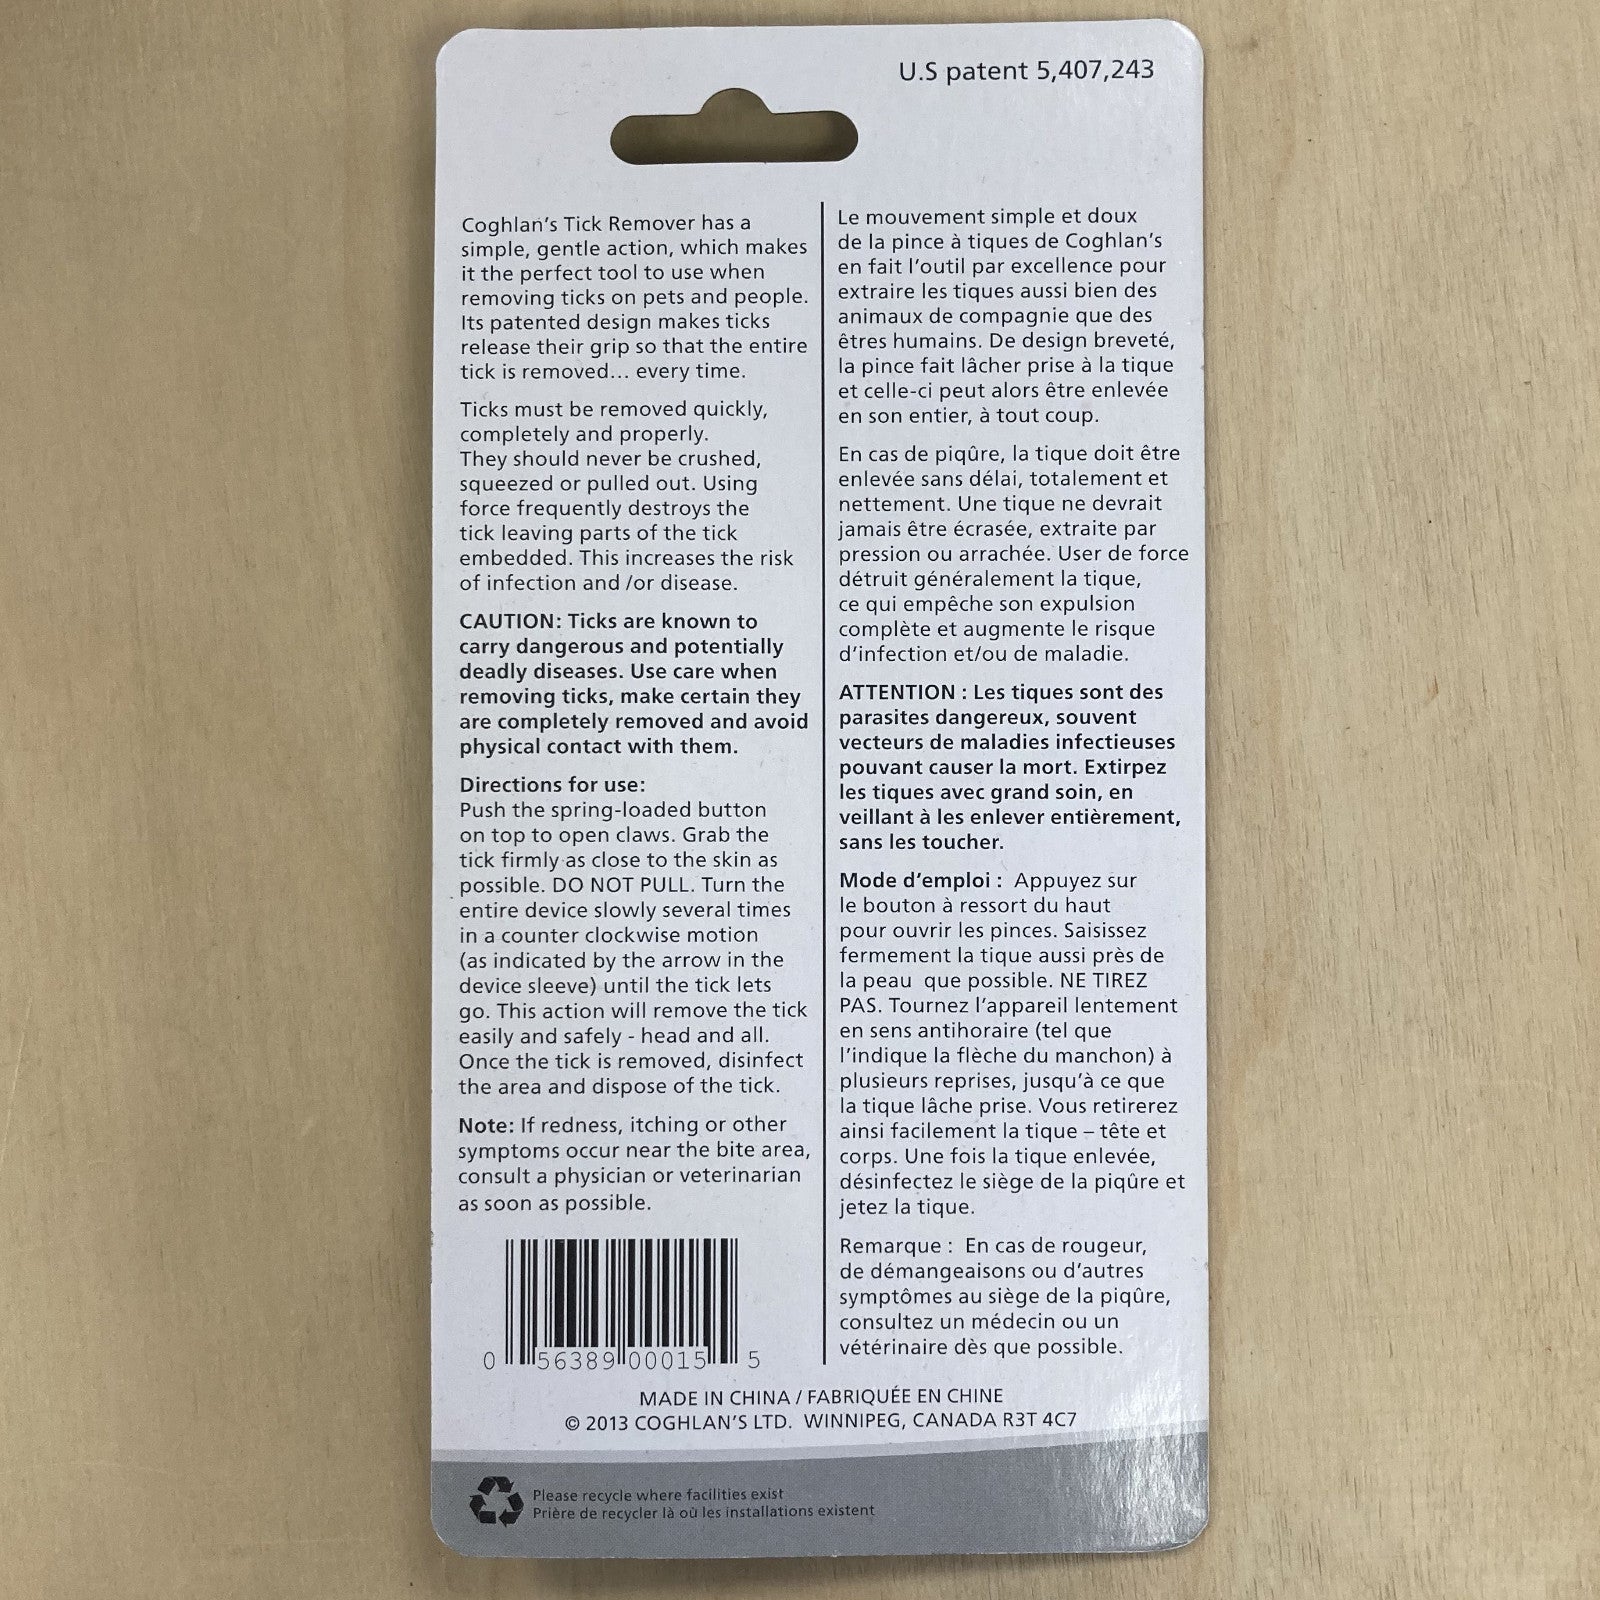 U.S patent 5,407,243
Coghlan's Tick Remover has a
simple, gentle action, which makes
it the perfect tool to use when
removing ticks on pets and people.
Its patented design makes ticks
release their grip so that the entire
tick is removed... every time.
Ticks must be removed quickly,
completely and properly.
They should never be crushed,
squeezed or pulled out. Using
force frequently destroys the
tick leaving parts of the tick
embedded. This increases the risk
of infection and /or disease.
CAUTION: Ticks are known to
carry dangerous and potentially
deadly diseases. Use care when
removing ticks, make certain they
are completely removed and avoid
physical contact with them.
Directions for use:
Push the spring-loaded button
on top to open claws. Grab the
tick firmly as close to the skin as
possible. DO NOT PULL. Turn the
entire device slowly several times
in a counter clockwise motion
(as indicated by the arrow in the
device sleeve) until the tick lets
go. This action will remove the tick
easily and safely - head and all.
Once the tick is removed, disinfect
the area and dispose of the tick.
Note: If redness, itching or other
symptoms occur near the bite area,
consult a physician or veterinarian
as soon as possible.
0 56389 00015 5
Le mouvement simple et doux
de la pince à tiques de Coghlan's
en fait l'outil par excellence pour
extraire les tiques aussi bien des
animaux de compagnie que des
êtres humains. De design breveté,
la pince fait lâcher prise à la tique
et celle-ci peut alors être enlevée
en son entier, à tout coup.
En cas de piqûre, la tique doit être
enlevée sans délai, totalement et
nettement. Une tique ne devrait
jamais être écrasée, extraite par
pression ou arrachée. User de force
détruit généralement la tique,
ce qui empêche son expulsion
complète et augmente le risque
d'infection et/ou de maladie.
ATTENTION : Les tiques sont des
parasites dangereux, souvent
vecteurs de maladies infectieuses
pouvant causer la mort. Extirpez
les tiques avec grand soin, en
veillant à les enlever entièrement,
sans les toucher.
Mode d'emploi : Appuyez sur
le bouton à ressort du haut
pour ouvrir les pinces. Saisissez
fermement la tique aussi près de
la peau que possible. NE TIREZ
PAS. Tournez l'appareil lentement
en sens antihoraire (tel que
l'indique la flèche du manchon) à
plusieurs reprises, jusqu'à ce que
la tique lâche prise. Vous retirerez
ainsi facilement la tique – tête et
corps. Une fois la tique enlevée,
désinfectez le siège de la piqûre et
jetez la tique.
Remarque : En cas de rougeur,
de démangeaisons ou d'autres
symptômes au siège de la piqûre,
consultez un médecin ou un
vétérinaire dès que possible.
MADE IN CHINA / FABRIQUÉE EN CHINE
© 2013 COGHLAN'S LTD. WINNIPEG, CANADA R3T 4C7
Please recycle where facilities exist
Prière de recycler là où les installations existent